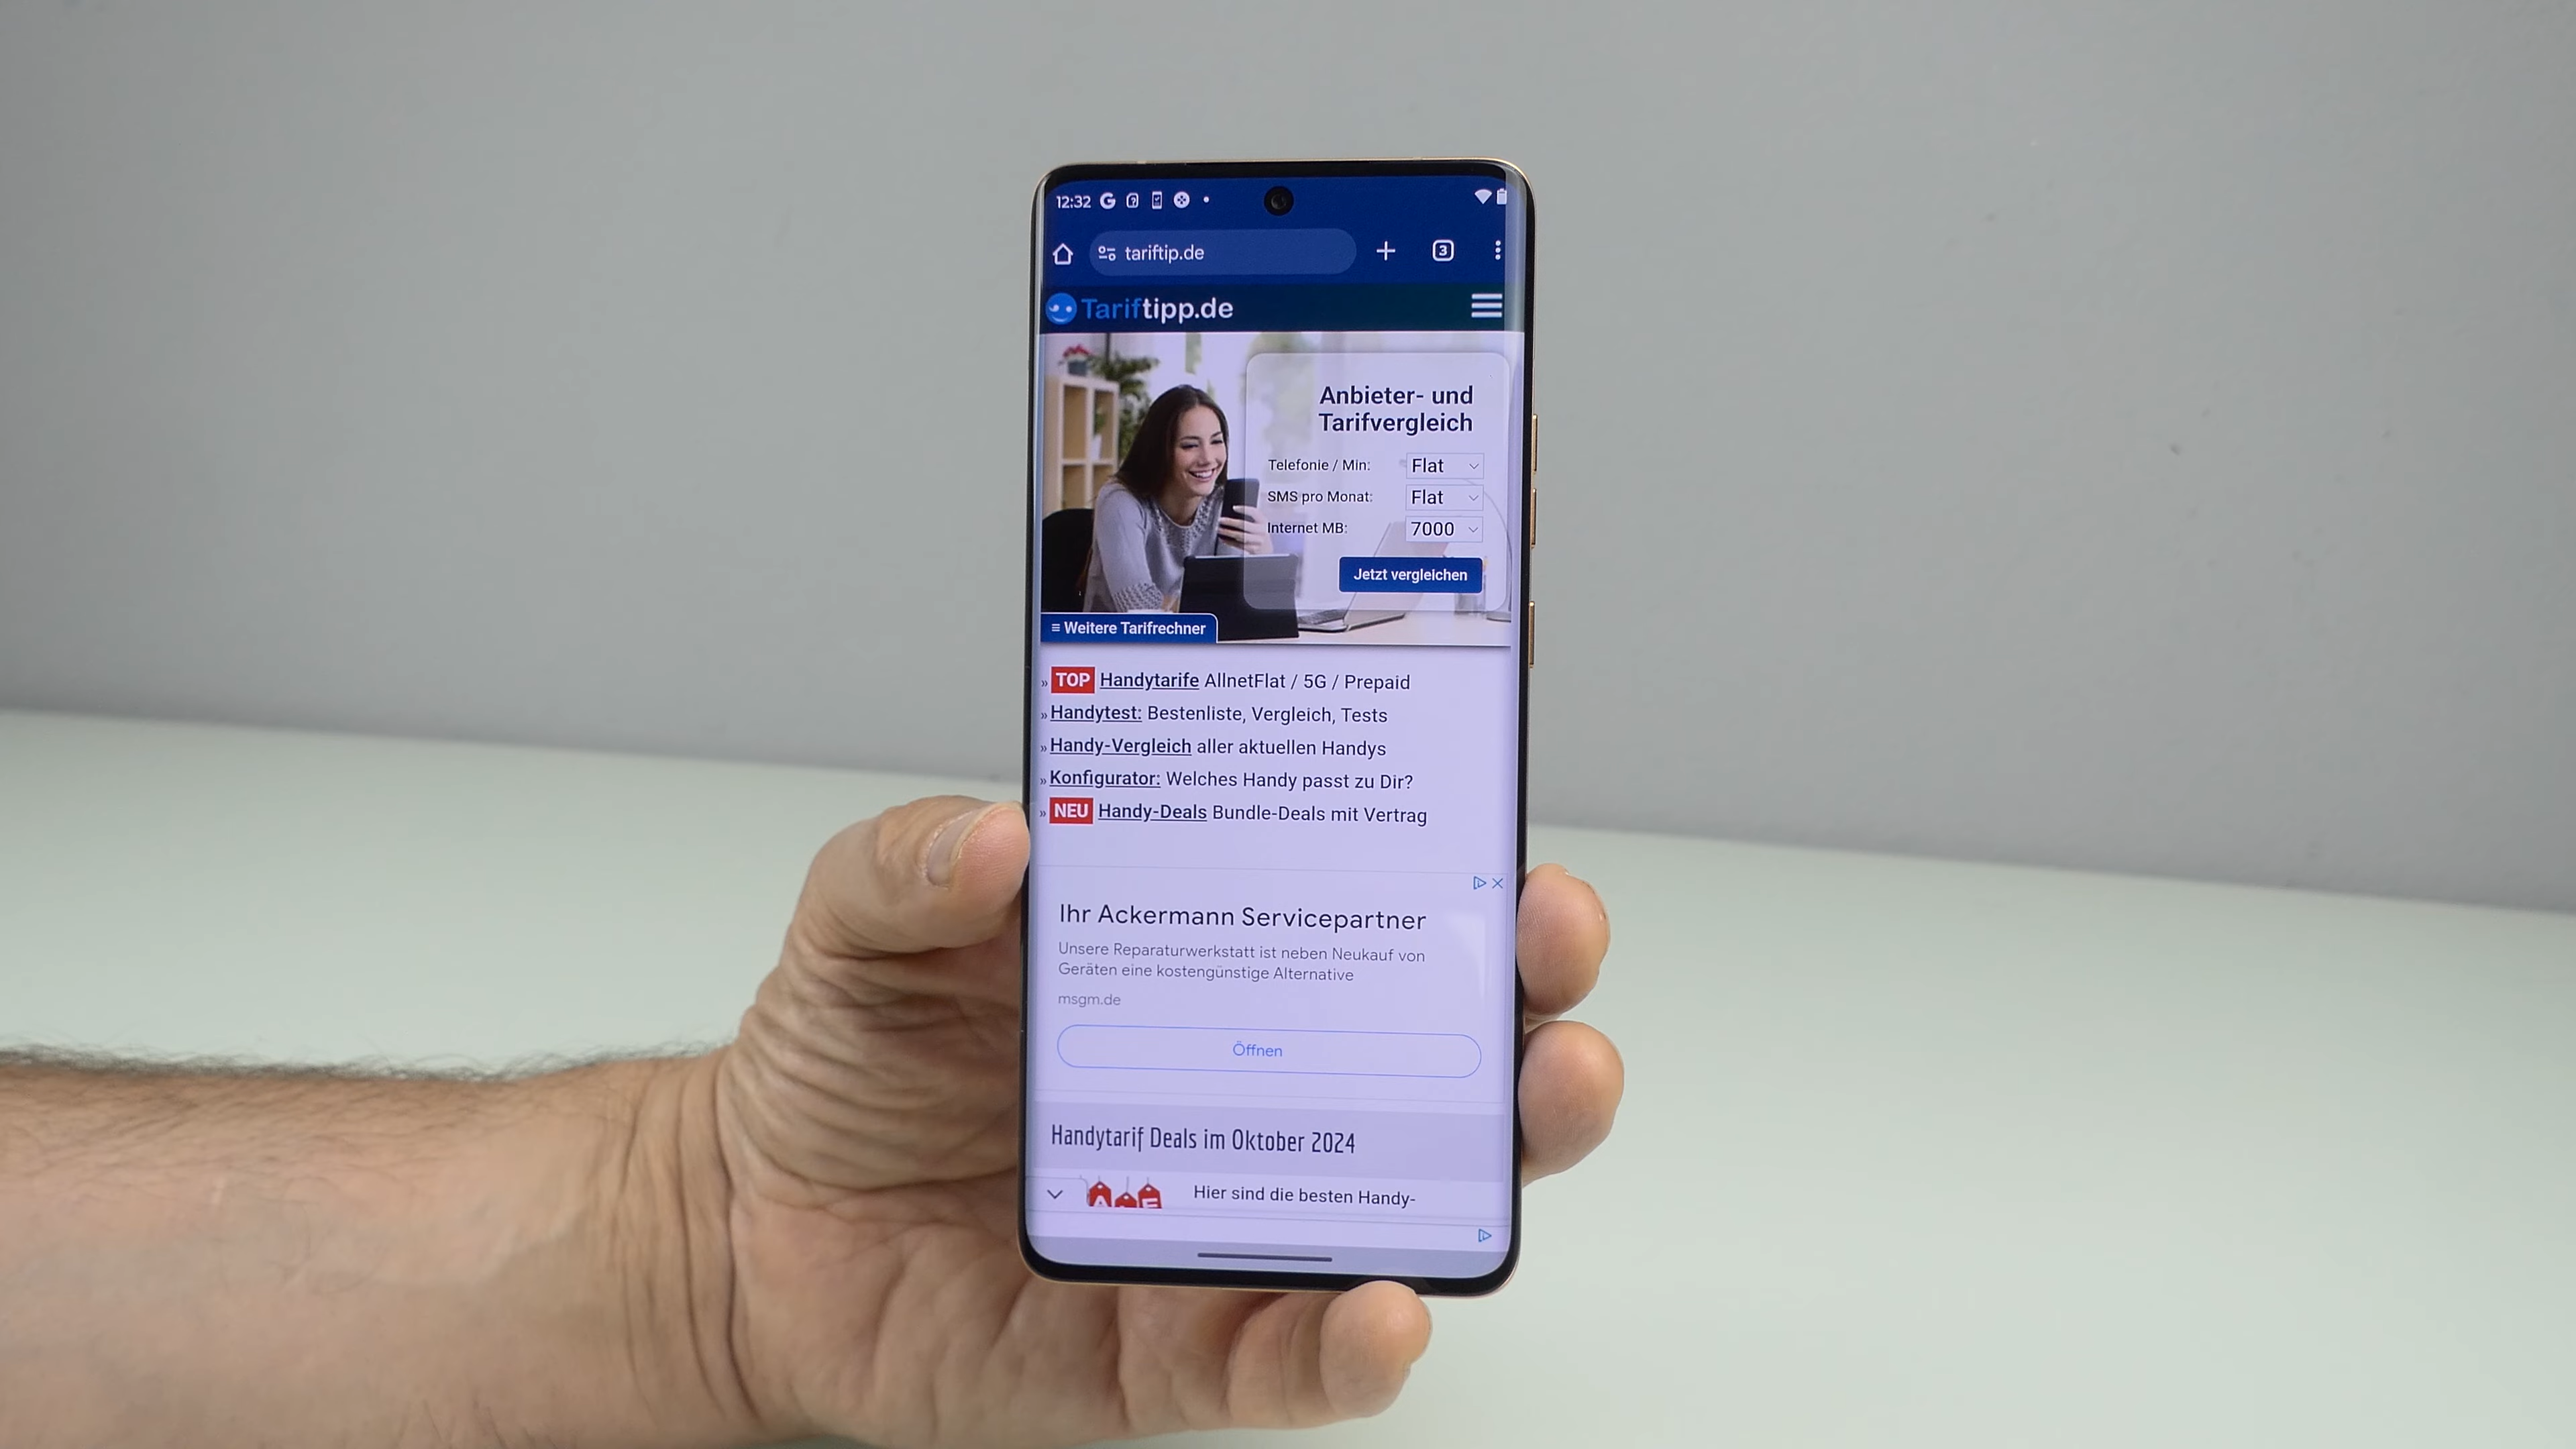 12:32
tariftip.de
3
Tariftipp.de
Anbieter- und
Tarifvergleich
Telefonie / Min: Flat
SMS pro Monat: Flat
Internet MB: 7000
Jetzt vergleichen
≡ Weitere Tarifrechner
» TOP Handytarife AllnetFlat / 5G / Prepaid
» Handytest: Bestenliste, Vergleich, Tests
» Handy-Vergleich aller aktuellen Handys
» Konfigurator: Welches Handy passt zu Dir?
» NEU Handy-Deals Bundle-Deals mit Vertrag
Ihr Ackermann Servicepartner
Unsere Reparaturwerkstatt ist neben Neukauf von
Geräten eine kostengünstige Alternative
msgm.de
Öffnen
Handytarif Deals im Oktober 2024
Hier sind die besten Handy-